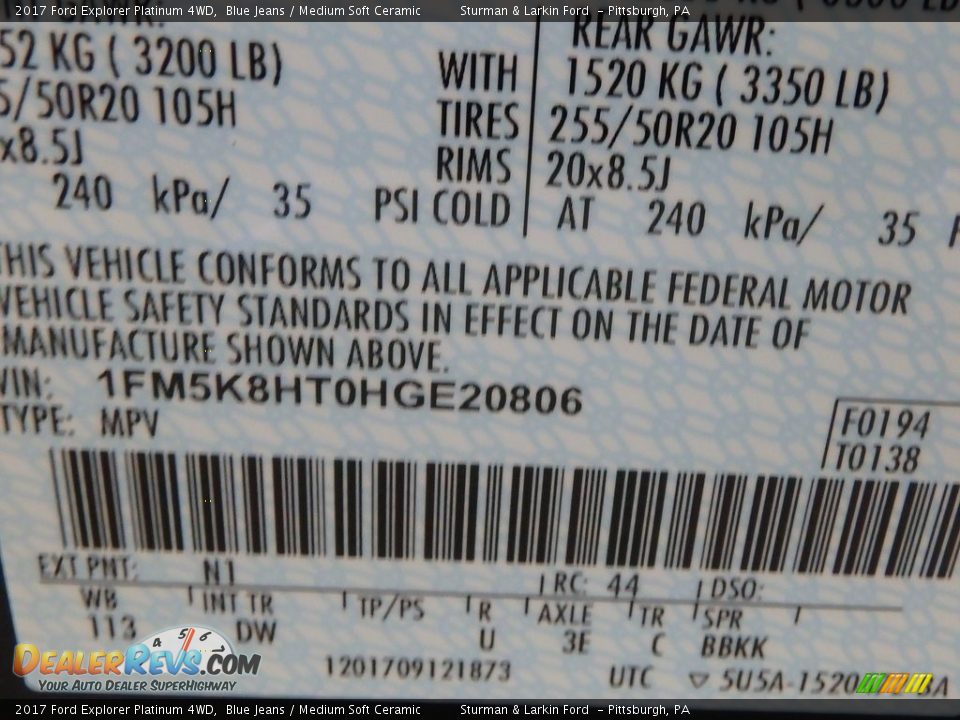 2017 Ford Explorer Platinum 4WD, Blue Jeans / Medium Soft Ceramic Sturman & Larkin Ford - Pittsburgh, PA
REAR GAWR:
52 KG ( 3200 LB) WITH 1520 KG ( 3350 LB)
5/50R20 105H TIRES 255/50R20 105H
x8.5J RIMS 20x8.5J
240 kPa/ 35 PSI COLD AT 240 kPa/ 35
THIS VEHICLE CONFORMS TO ALL APPLICABLE FEDERAL MOTOR
VEHICLE SAFETY STANDARDS IN EFFECT ON THE DATE OF
MANUFACTURE SHOWN ABOVE.
VIN: 1FM5K8HT0HGE20806
TYPE: MPV
F0194
T0138
EXT PNT: N1 RC: 44 DSO:
WB INT TR TP/PS R AXLE TR SPR
113 DW U 3E C BBKK
1201709121873 UTC ▽ 5U5A-1520
DEALERREVS.COM
YOUR AUTO DEALER SUPERHIGHWAY
2017 Ford Explorer Platinum 4WD, Blue Jeans / Medium Soft Ceramic Sturman & Larkin Ford - Pittsburgh, PA